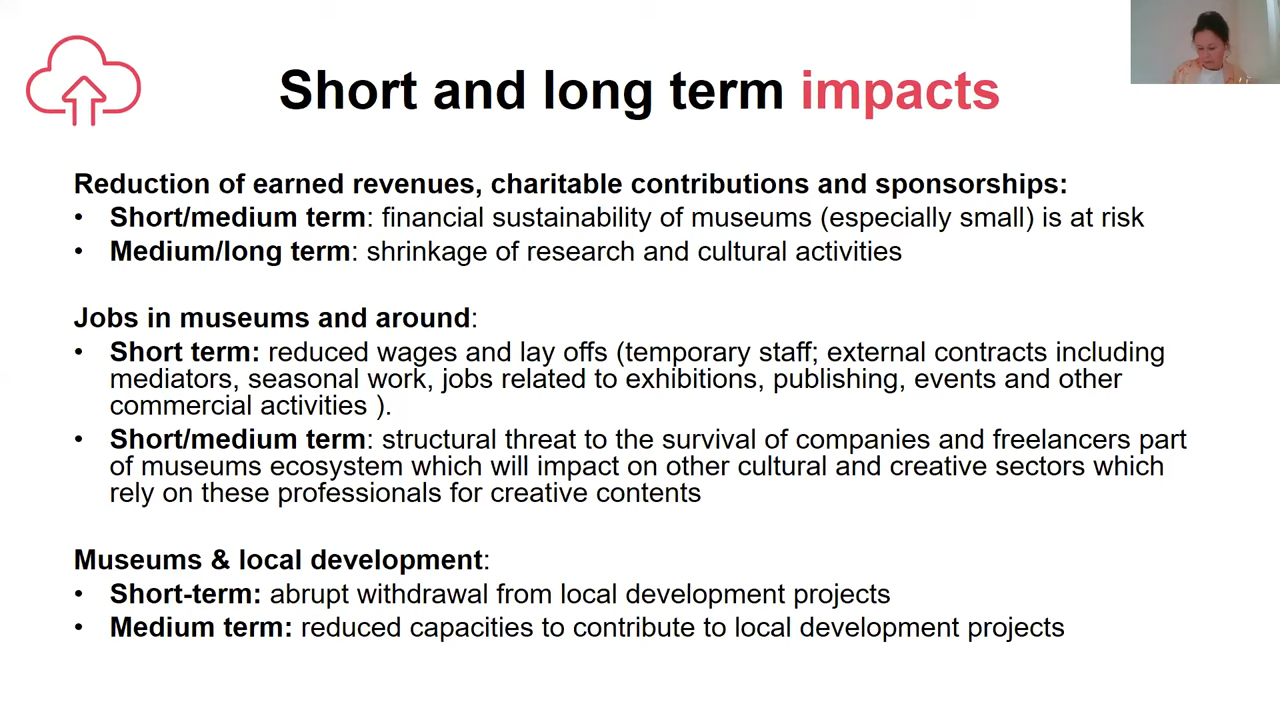 Short and long term impacts
Reduction of earned revenues, charitable contributions and sponsorships:
• Short/medium term: financial sustainability of museums (especially small) is at risk
• Medium/long term: shrinkage of research and cultural activities
Jobs in museums and around:
• Short term: reduced wages and lay offs (temporary staff; external contracts including
mediators, seasonal work, jobs related to exhibitions, publishing, events and other
commercial activities ).
• Short/medium term: structural threat to the survival of companies and freelancers part
of museums ecosystem which will impact on other cultural and creative sectors which
rely on these professionals for creative contents
Museums & local development:
• Short-term: abrupt withdrawal from local development projects
• Medium term: reduced capacities to contribute to local development projects